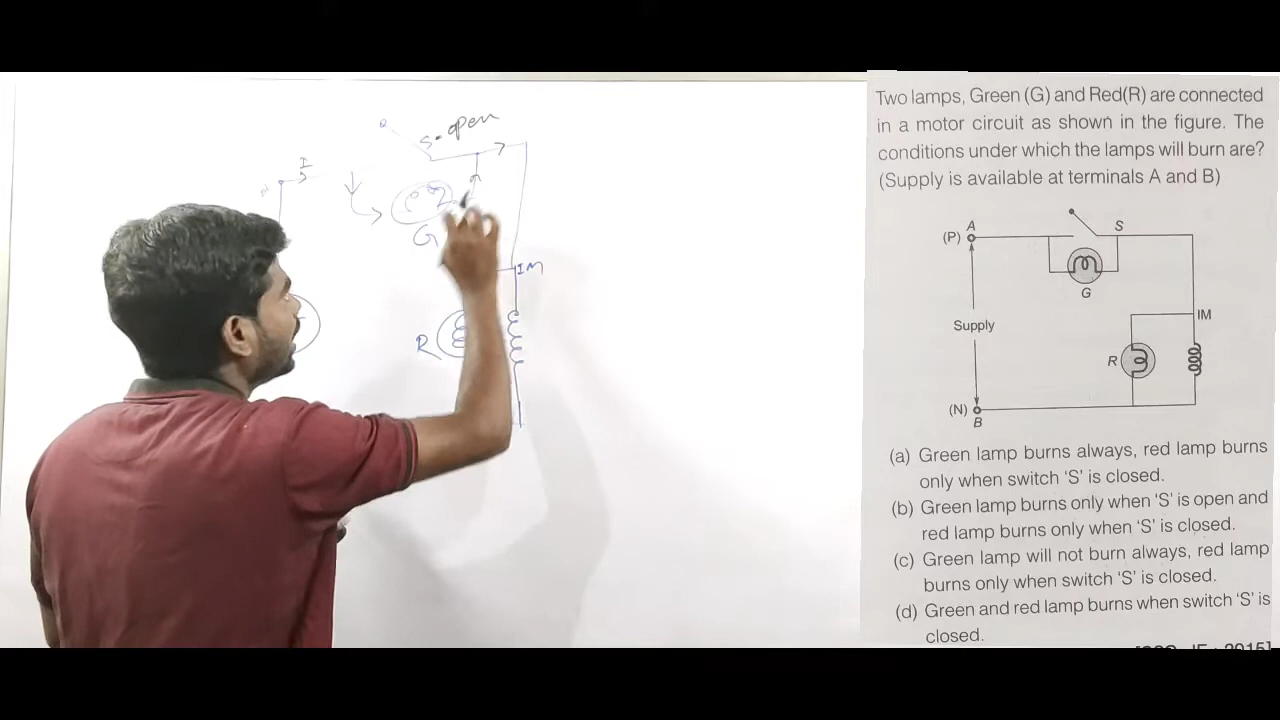 S-open
I
G
IM
R
Two lamps, Green (G) and Red(R) are connected
in a motor circuit as shown in the figure. The
conditions under which the lamps will burn are?
(Supply is available at terminals A and B)
A
S
(P)
G
IM
Supply
R
(N)
B
(a) Green lamp burns always, red lamp burns
only when switch ‘S’ is closed.
(b) Green lamp burns only when ‘S’ is open and
red lamp burns only when ‘S’ is closed.
(c) Green lamp will not burn always, red lamp
burns only when switch ‘S’ is closed.
(d) Green and red lamp burns when switch ‘S’ is
closed.